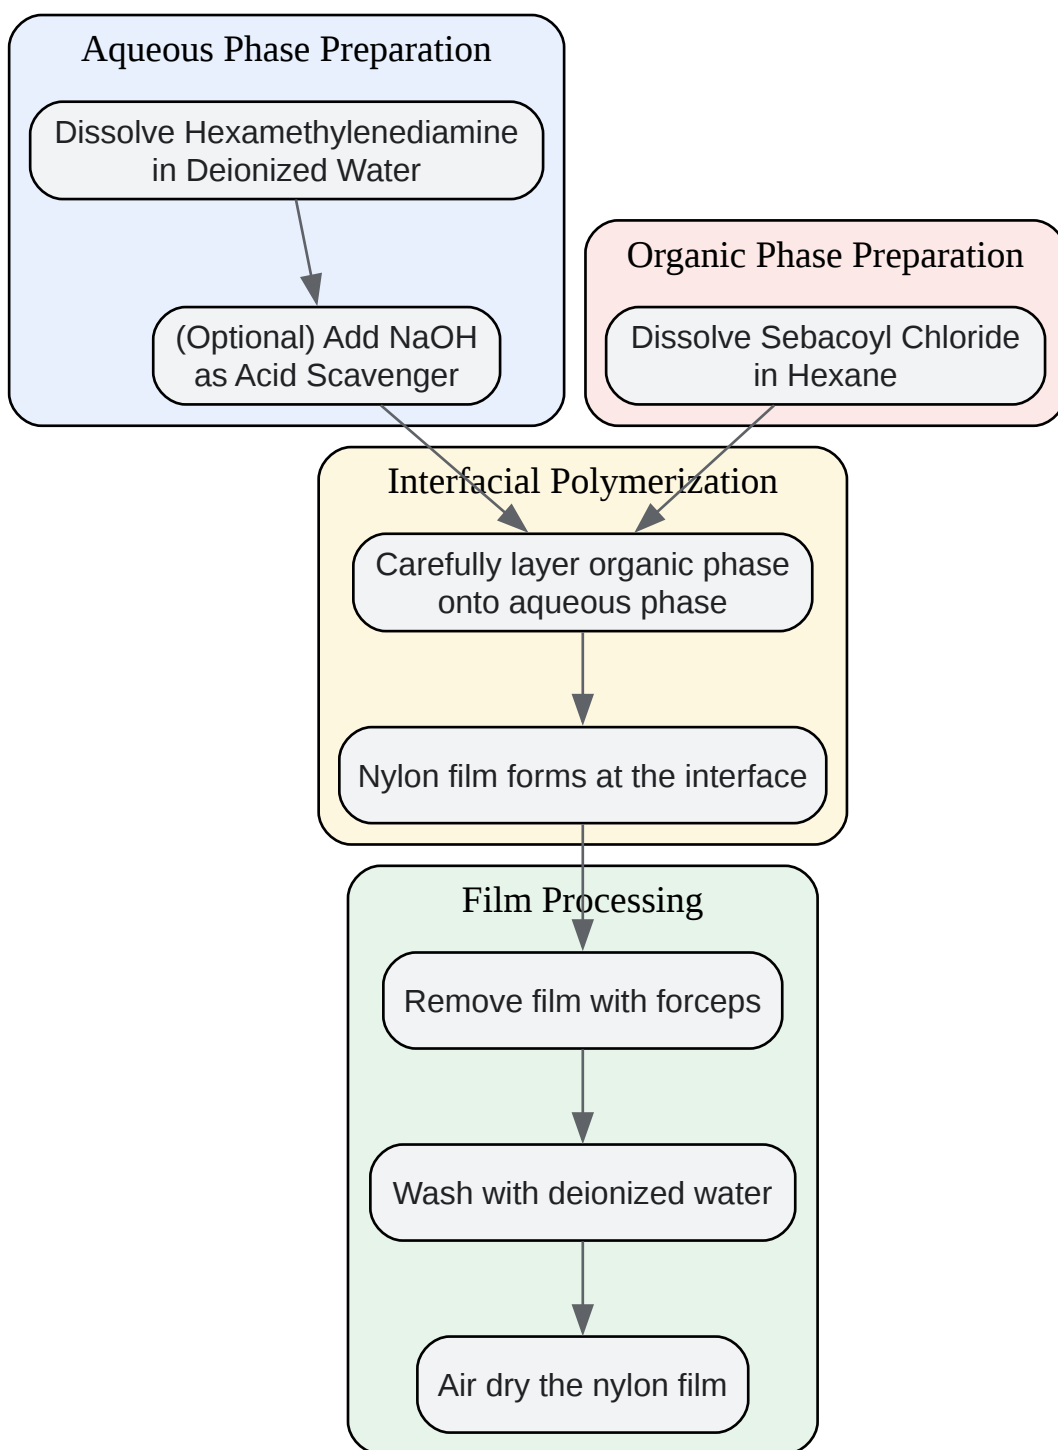 Aqueous Phase Preparation
Dissolve Hexamethylenediamine
in Deionized Water
(Optional) Add NaOH
as Acid Scavenger
Organic Phase Preparation
Dissolve Sebacoyl Chloride
in Hexane
Interfacial Polymerization
Carefully layer organic phase
onto aqueous phase
Nylon film forms at the interface
Film Processing
Remove film with forceps
Wash with deionized water
Air dry the nylon film